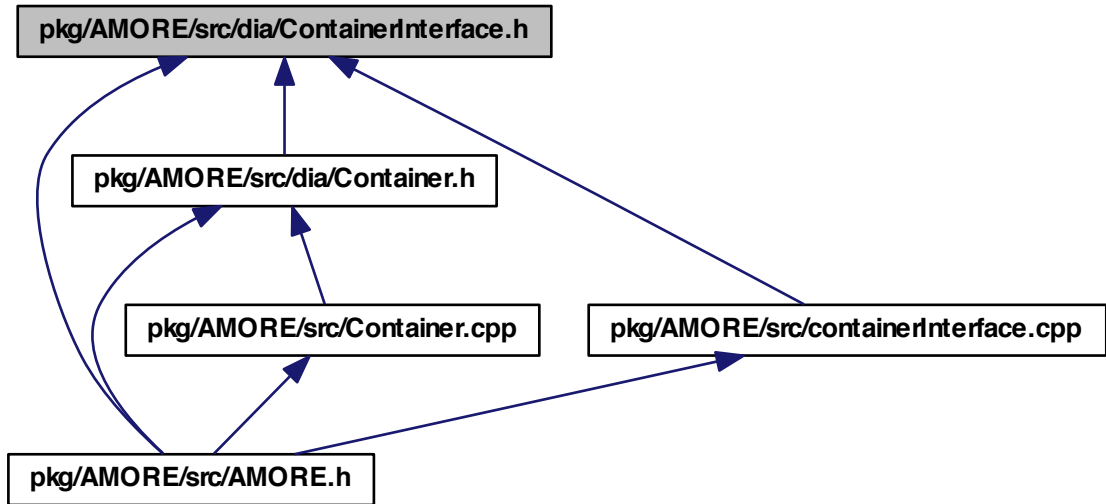 pkg/AMORE/src/dia/ContainerInterface.h
pkg/AMORE/src/dia/Container.h
pkg/AMORE/src/Container.cpp
pkg/AMORE/src/containerInterface.cpp
pkg/AMORE/src/AMORE.h